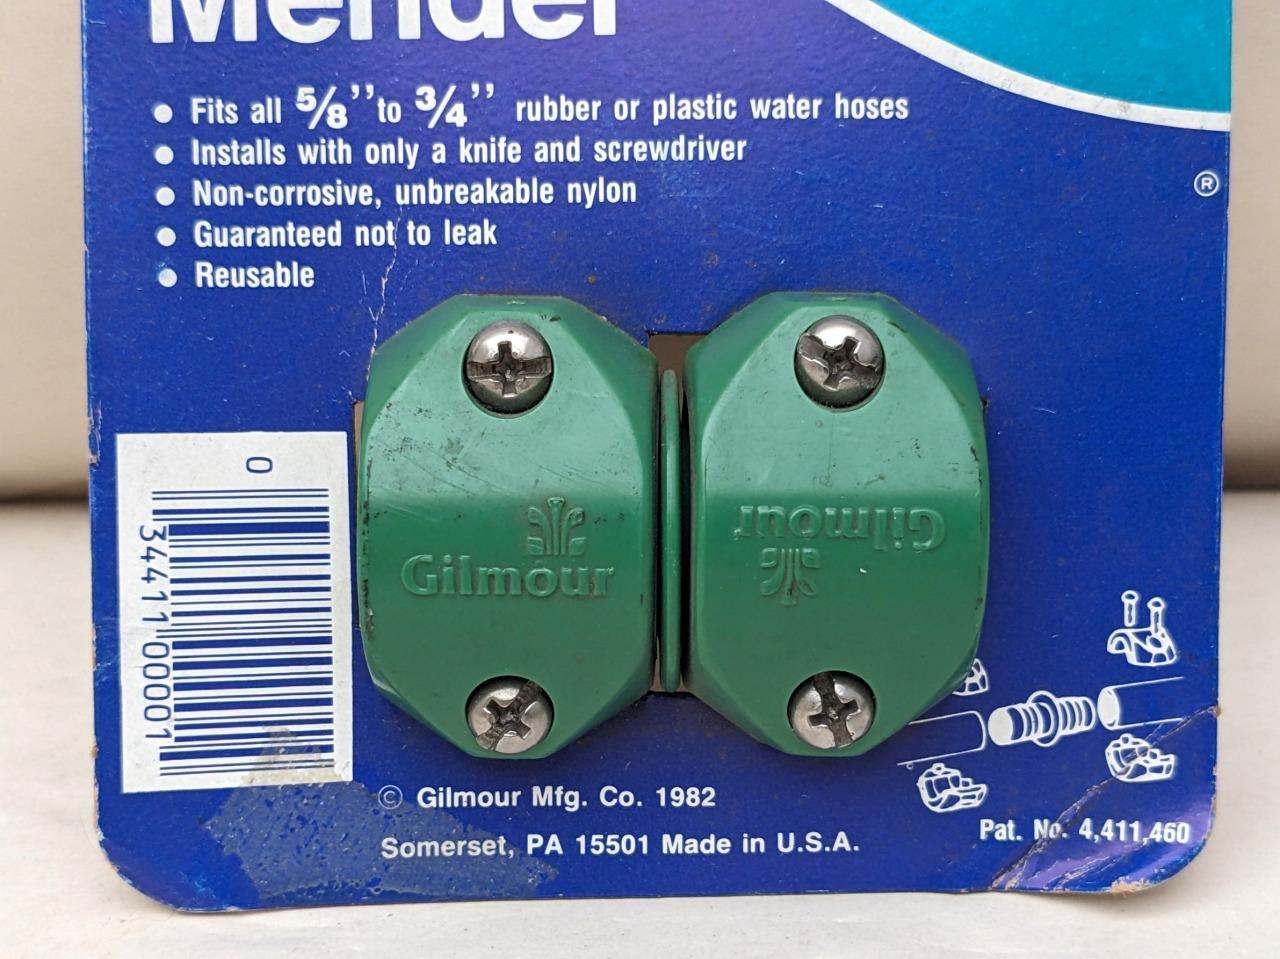 Mender
• Fits all 5/8’’ to 3/4’’ rubber or plastic water hoses
• Installs with only a knife and screwdriver
• Non-corrosive, unbreakable nylon
• Guaranteed not to leak
• Reusable
®
0
34411 00001
Gilmour
Gilmour
© Gilmour Mfg. Co. 1982
Somerset, PA 15501 Made in U.S.A.
Pat. No. 4,411,460